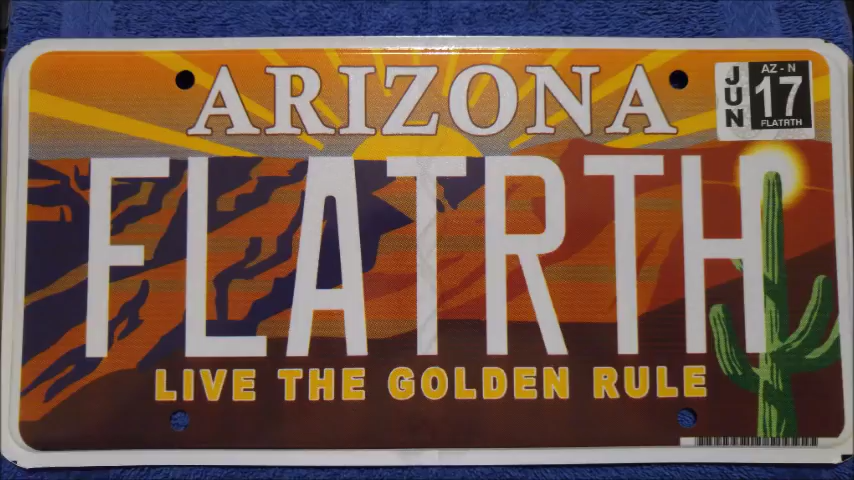 ARIZONA
JUN
AZ - N
17
FLATRTH
FLATRTH
LIVE THE GOLDEN RULE